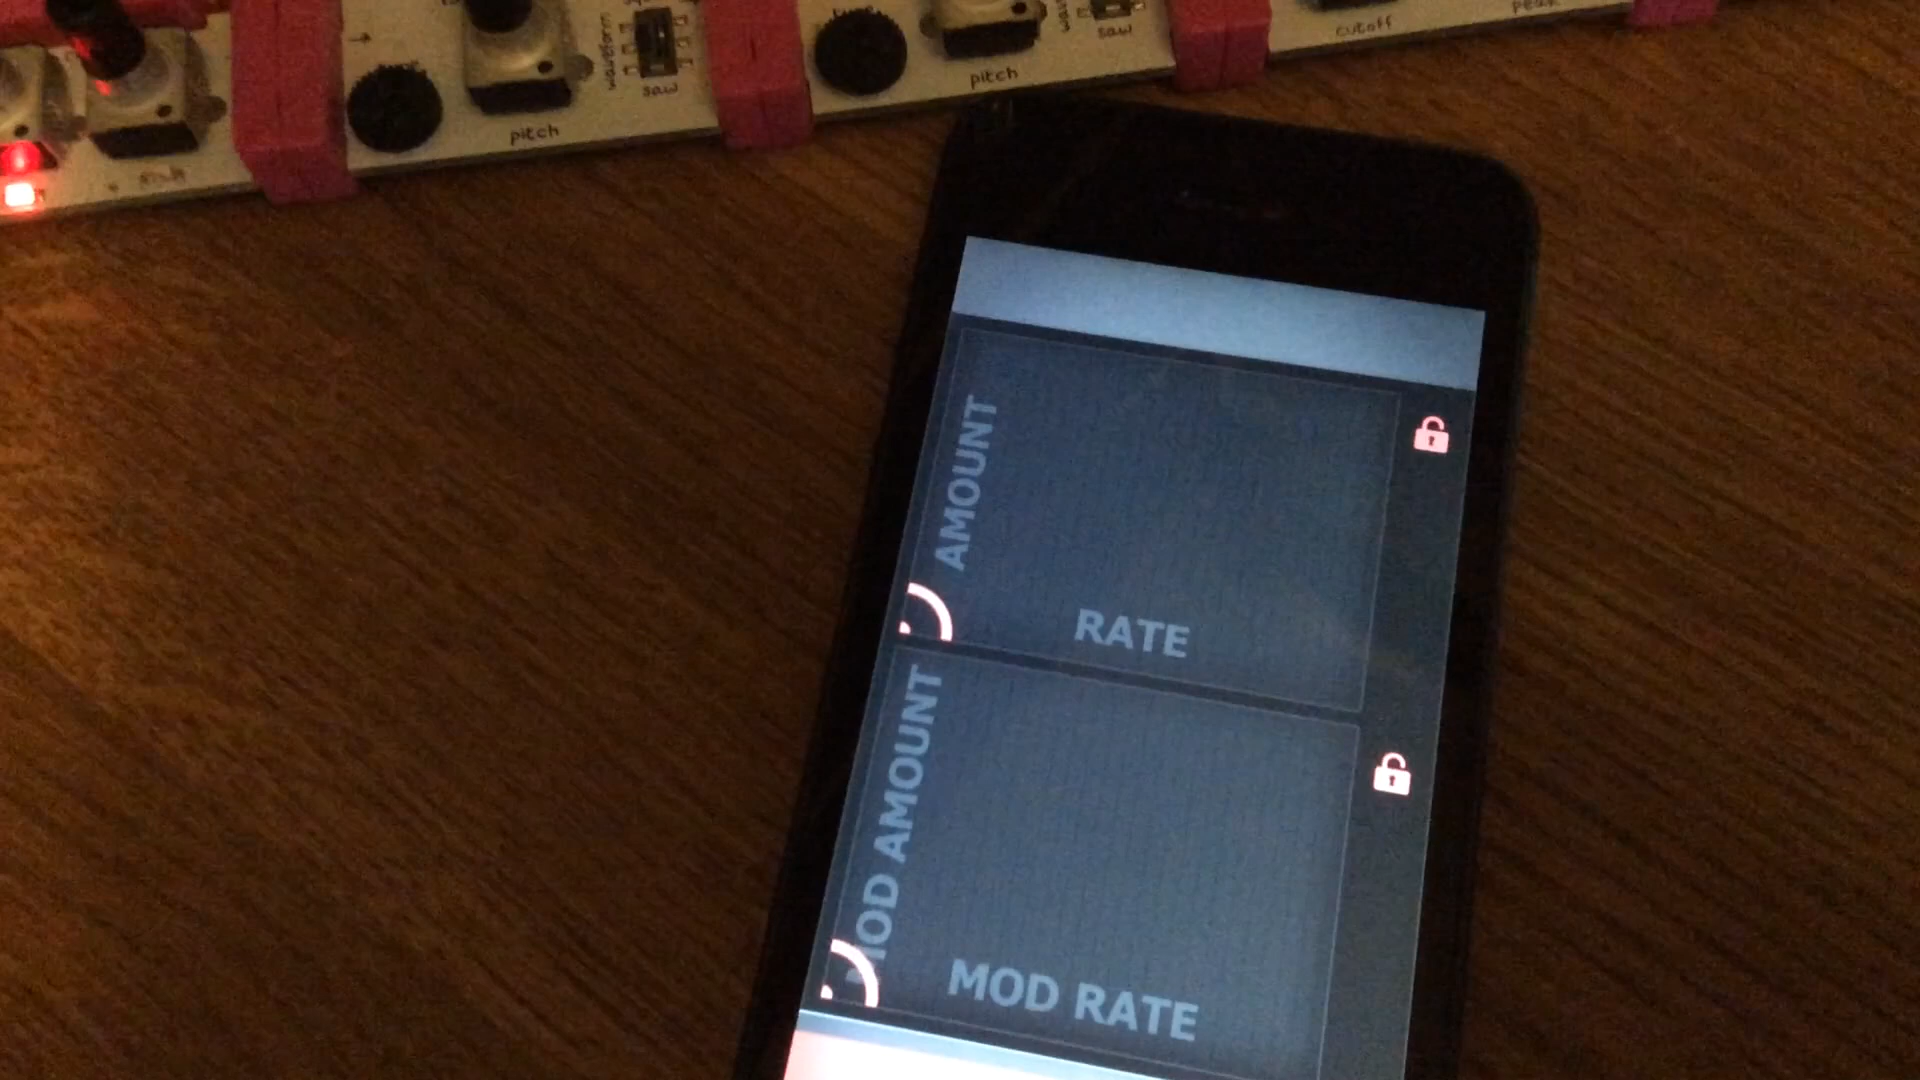 waveform
saw
pitch
pitch
saw
cutoff
peak
AMOUNT
RATE
MOD AMOUNT
MOD RATE